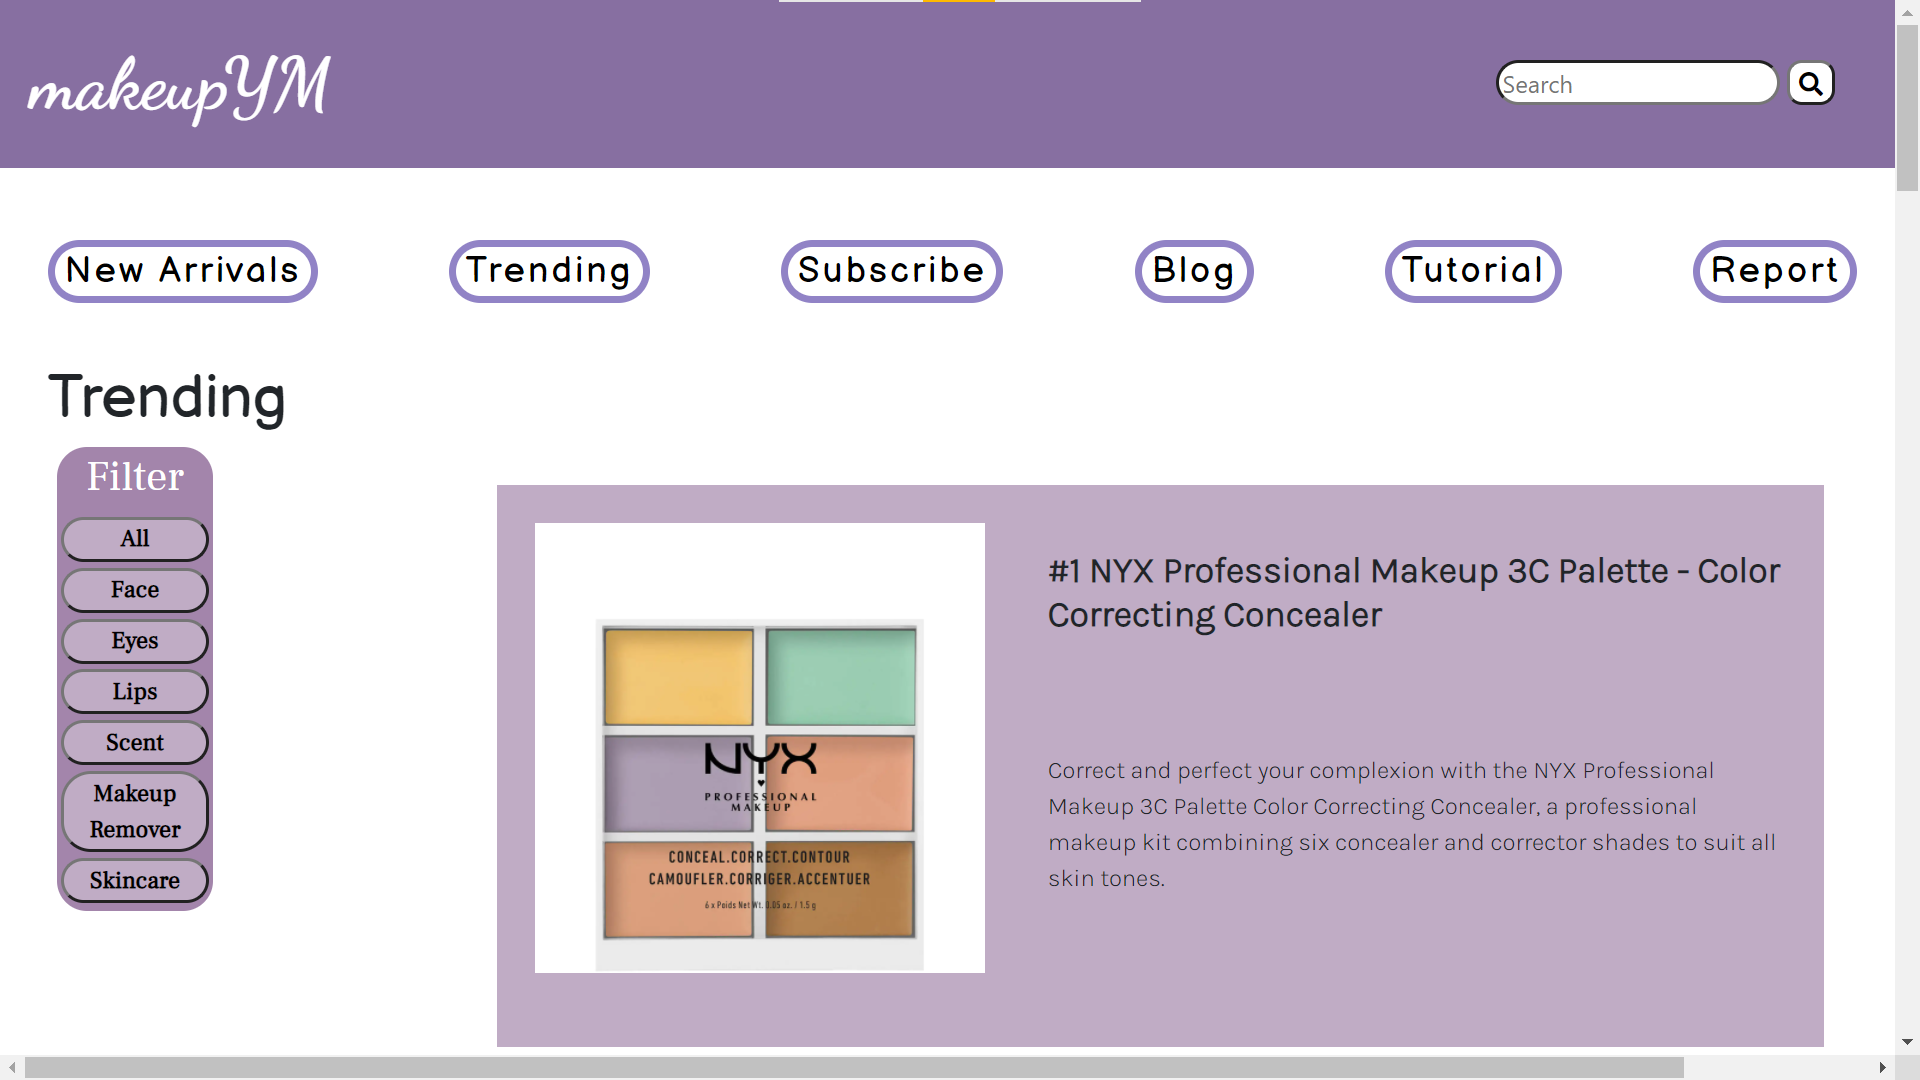 makeupYM
Search
New Arrivals
Trending
Subscribe
Blog
Tutorial
Report
Trending
Filter
All
Face
Eyes
Lips
Scent
Makeup
Remover
Skincare
NYX
PROFESSIONAL
MAKEUP
CONCEAL.CORRECT.CONTOUR
CAMOUFLER.CORRIGER.ACCENTUER
6 x Poids Net Wt. 0.05 oz. / 1.5 g
#1 NYX Professional Makeup 3C Palette - Color
Correcting Concealer
Correct and perfect your complexion with the NYX Professional
Makeup 3C Palette Color Correcting Concealer, a professional
makeup kit combining six concealer and corrector shades to suit all
skin tones.